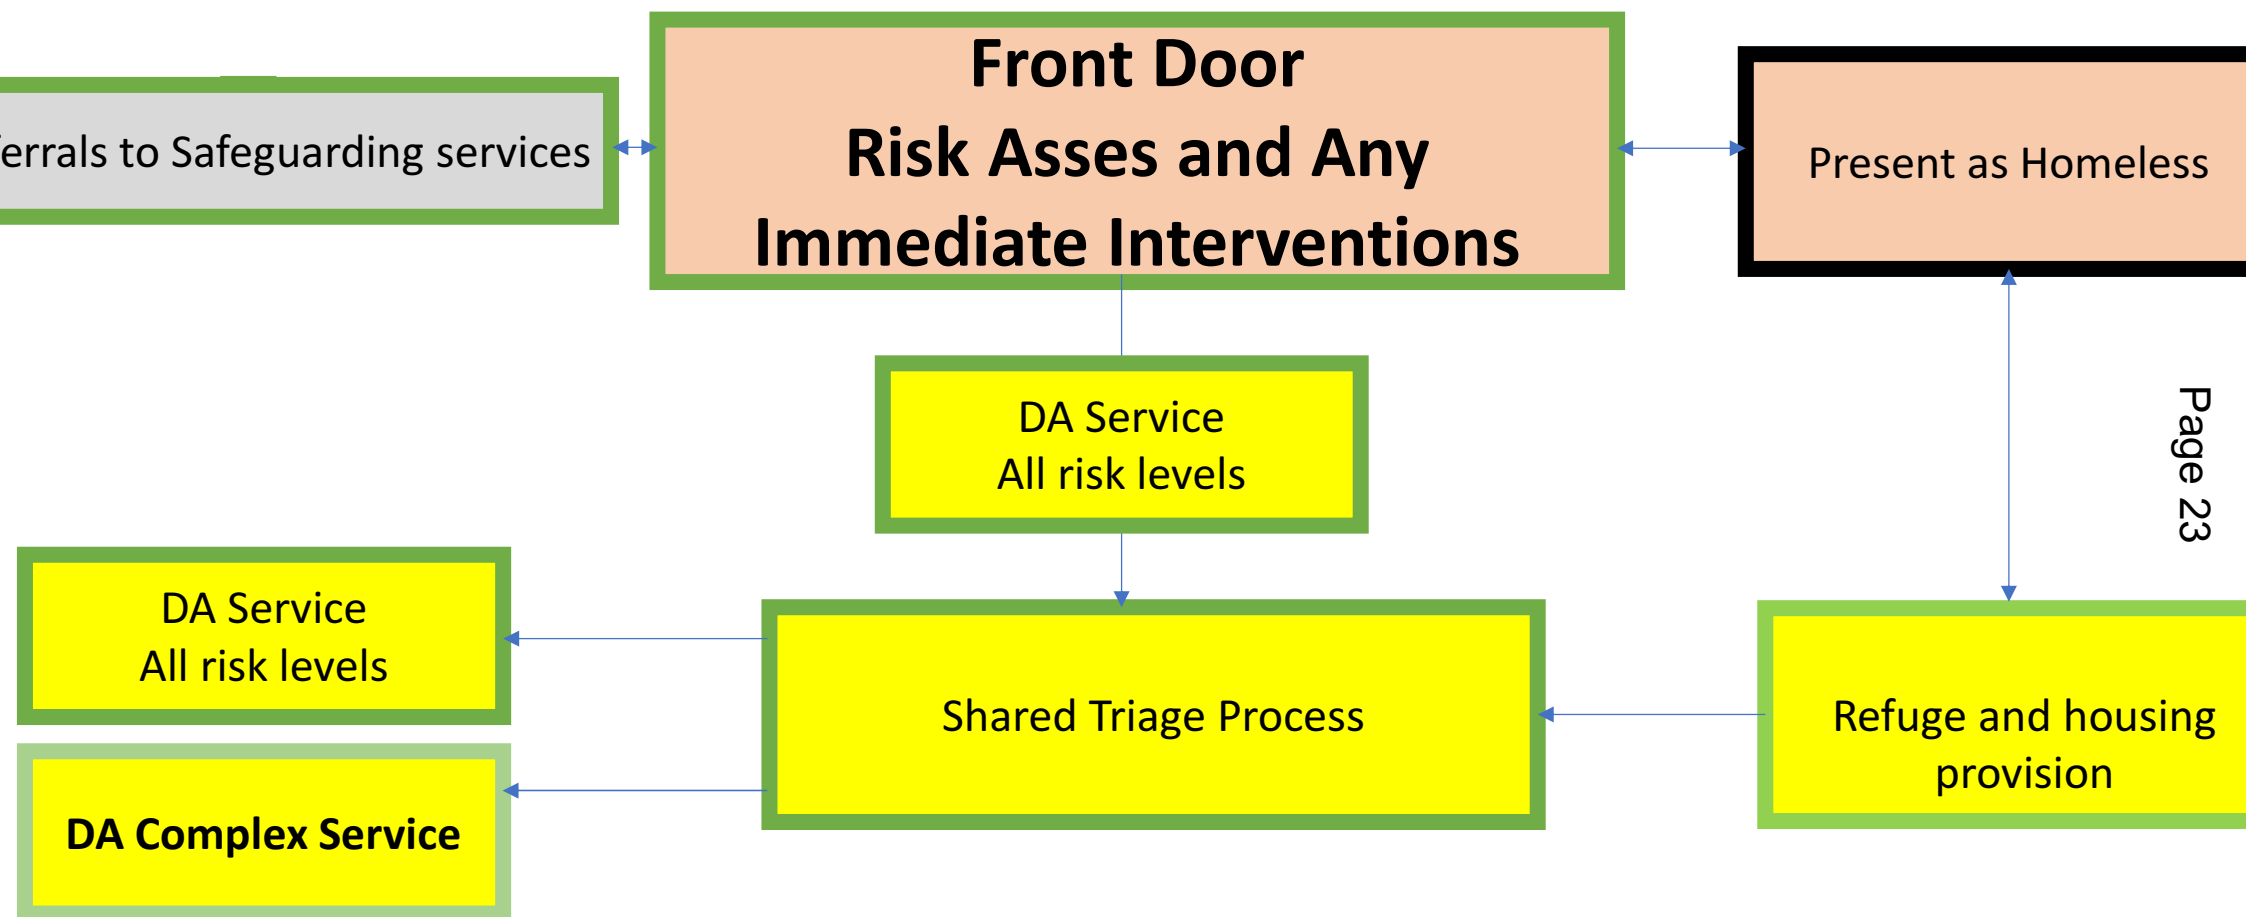 Front Door
Risk Asses and Any
Immediate Interventions
to Safeguarding services
Present as Homeless
DA Service
All risk levels
Page 23
DA Service
All risk levels
Shared Triage Process
Refuge and housing
provision
DA Complex Service